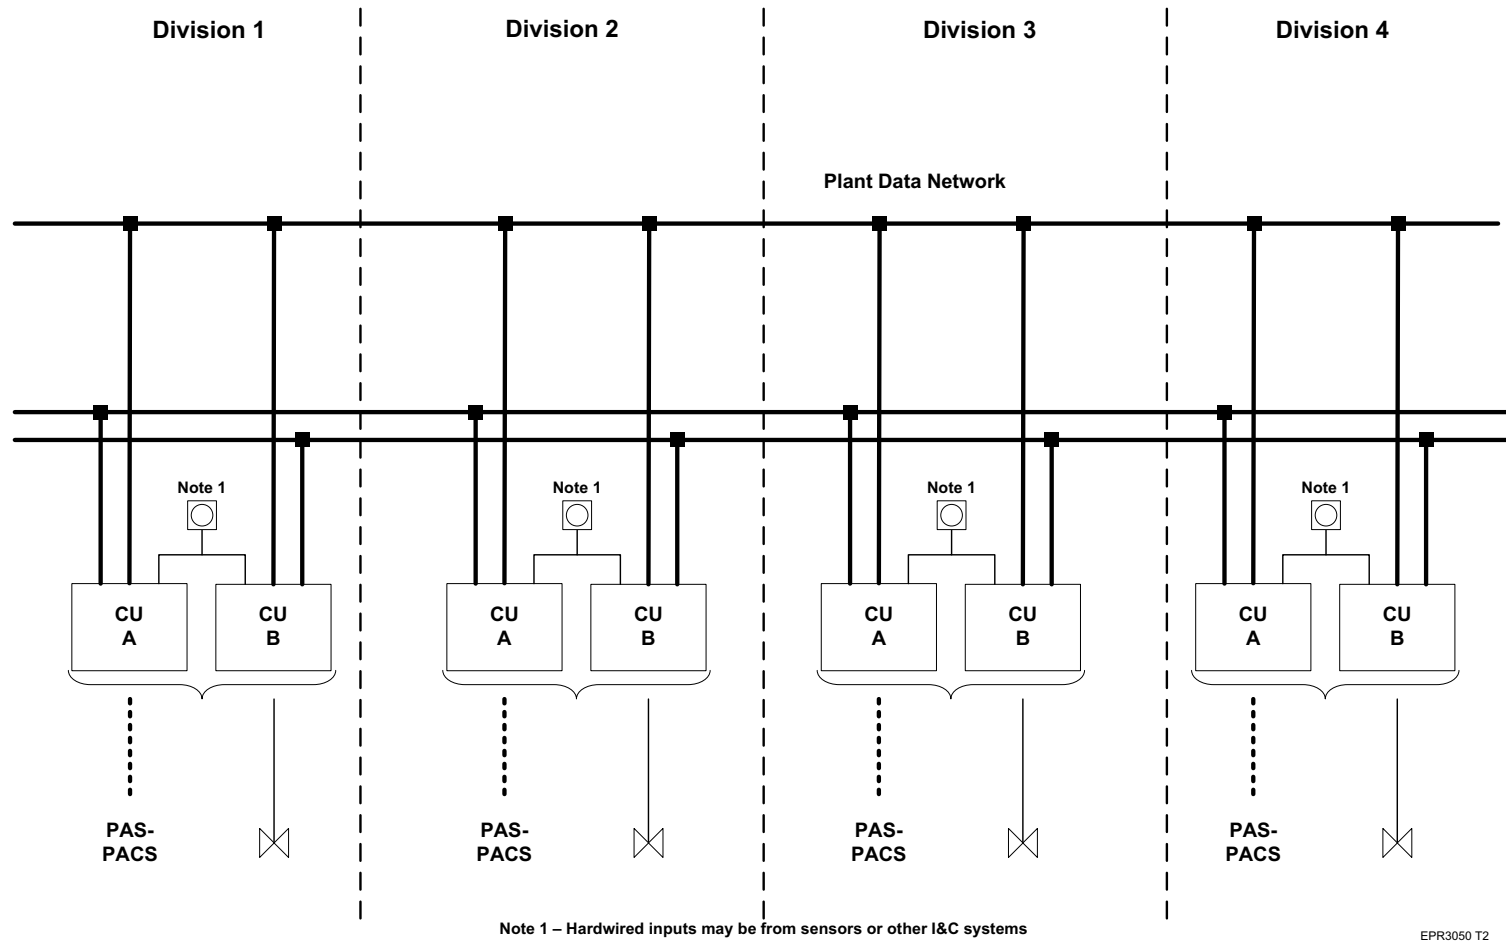 Division 1
Division 2
Division 3
Division 4
Plant Data Network
Note 1
Note 1
Note 1
Note 1
CU
A
CU
B
CU
A
CU
B
CU
A
CU
B
CU
A
CU
B
PAS-
PACS
PAS-
PACS
PAS-
PACS
PAS-
PACS
Note 1 – Hardwired inputs may be from sensors or other I&C systems
EPR3050 T2